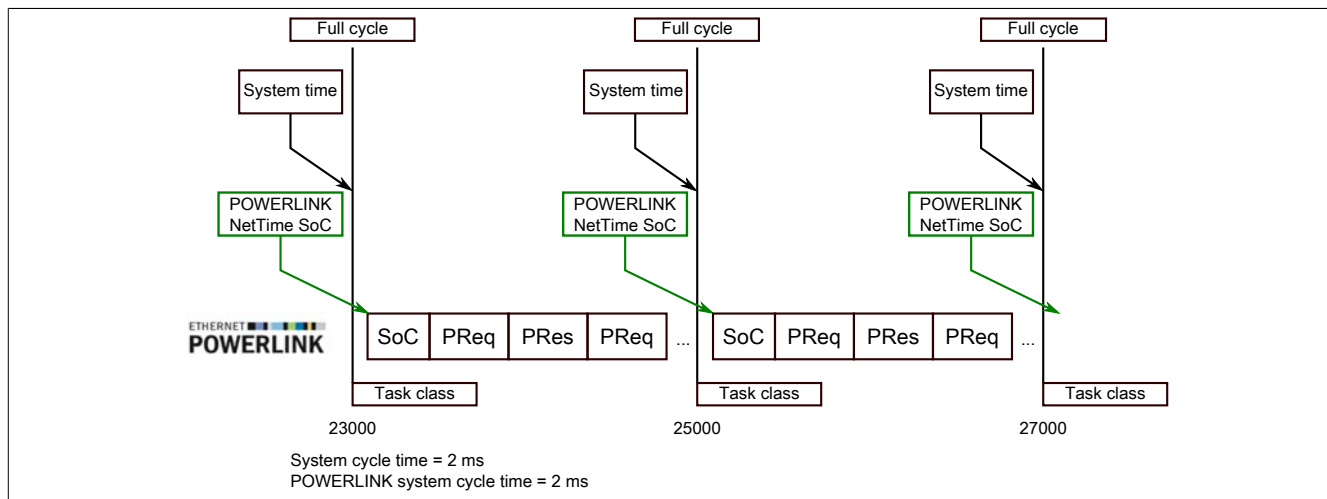 Full cycle
Full cycle
Full cycle
System time
System time
System time
POWERLINK
NetTime SoC
POWERLINK
NetTime SoC
POWERLINK
NetTime SoC
ETHERNET
POWERLINK
SoC PReq PRes PReq ... SoC PReq PRes PReq ...
Task class
Task class
Task class
23000
25000
27000
System cycle time = 2 ms
POWERLINK system cycle time = 2 ms